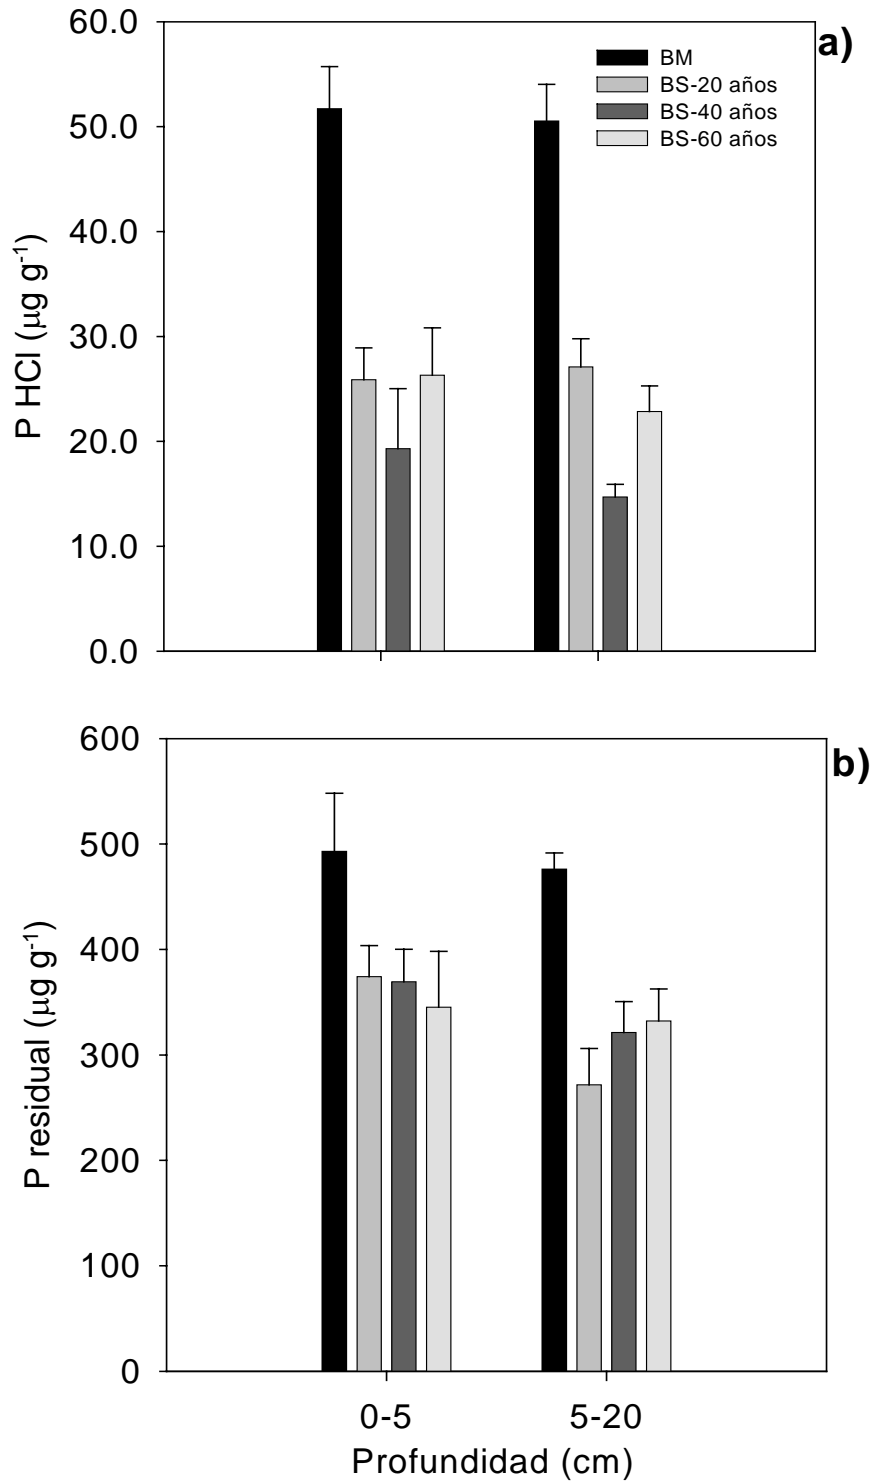 a)
60.0
50.0
40.0
30.0
20.0
10.0
0.0
P HCl (μg g⁻¹)
BM
BS-20 años
BS-40 años
BS-60 años
b)
600
500
400
300
200
100
0
P residual (μg g⁻¹)
0-5 5-20
Profundidad (cm)